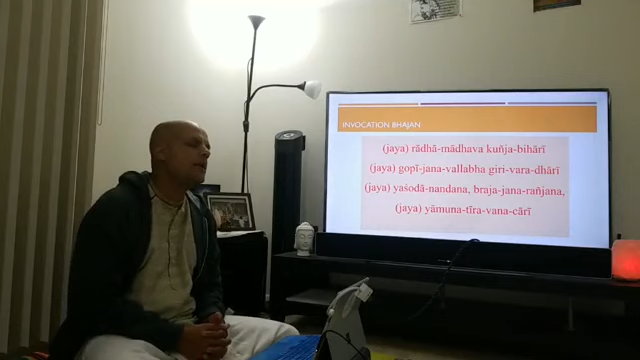 INVOCATION BHAJAN
(jaya) rādhā-mādhava kuñja-bihārī
(jaya) gopī-jana-vallabha giri-vara-dhārī
(jaya) yaśodā-nandana, braja-jana-rañjana,
(jaya) yāmuna-tīra-vana-cārī